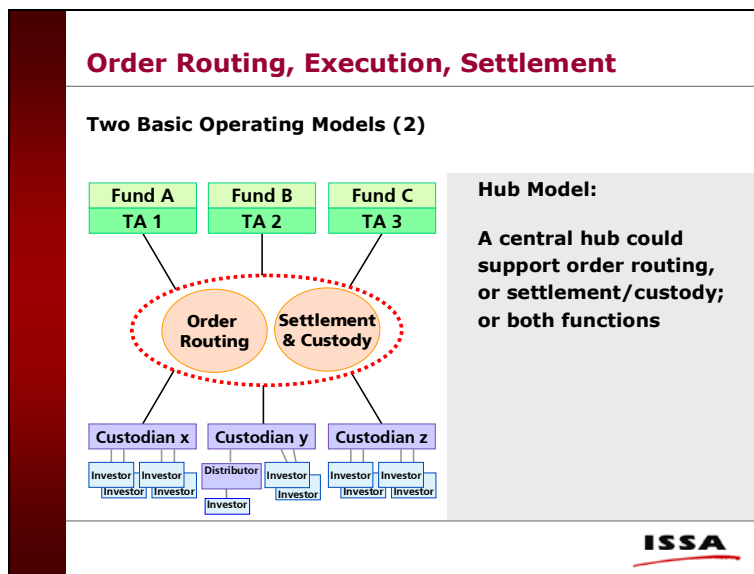 Order Routing, Execution, Settlement
Two Basic Operating Models (2)
Fund A
TA 1
Fund B
TA 2
Fund C
TA 3
Order
Routing
Settlement
& Custody
Custodian x
Investor
Investor
Investor
Investor
Custodian y
Distributor
Investor
Investor
Investor
Custodian z
Investor
Investor
Investor
Investor
Hub Model:
A central hub could
support order routing,
or settlement/custody;
or both functions
ISSA